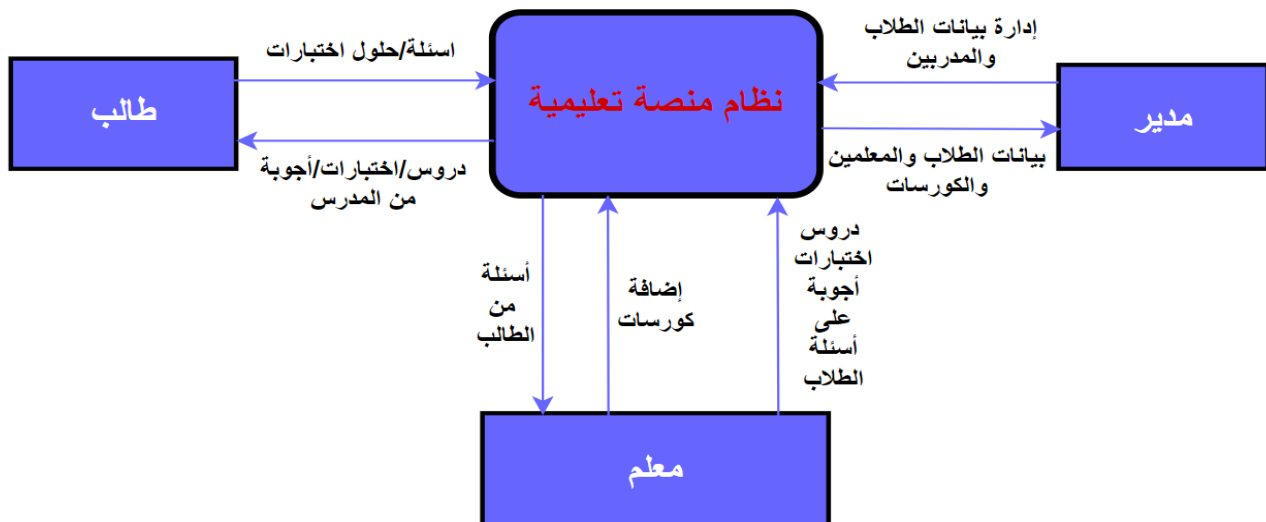 إدارة بيانات الطلاب
والمدربين
اسئلة/حلول اختبارات
نظام منصة تعليمية
مدير
طالب
بيانات الطلاب والمعلمين
والكورسات
دروس/اختبارات/أجوبة
من المدرس
دروس
اختبارات
أجوبة
على
أسئلة
الطلاب
إضافة
كورسات
أسئلة
من
الطالب
معلم